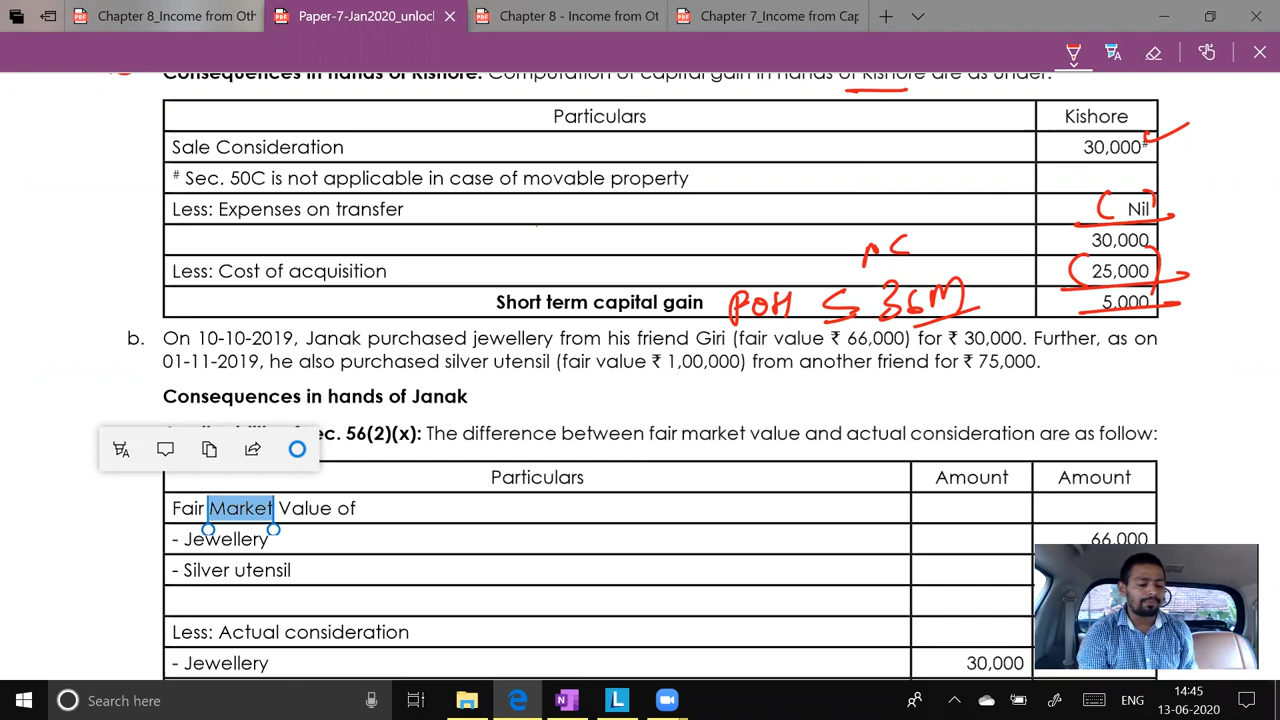 Chapter 8_Income from Oth
Paper-7-Jan2020_unlock
Chapter 8 - Income from Ot
Chapter 7_Income from Cap
Consequences in hands of Kishore: Computation of capital gain in hands of Kishore are as under:
Particulars Kishore
Sale Consideration 30,000#
# Sec. 50C is not applicable in case of movable property
Less: Expenses on transfer ( Nil )
30,000
Less: Cost of acquisition (25,000)
Short term capital gain POH ≤ 36M 5,000
b. On 10-10-2019, Janak purchased jewellery from his friend Giri (fair value ₹ 66,000) for ₹ 30,000. Further, as on
01-11-2019, he also purchased silver utensil (fair value ₹ 1,00,000) from another friend for ₹ 75,000.
Consequences in hands of Janak
ec. 56(2)(x): The difference between fair market value and actual consideration are as follow:
Particulars Amount Amount
Fair Market Value of
- Jewellery 66,000
- Silver utensil
Less: Actual consideration
- Jewellery 30,000
Search here
ENG
14:45
13-06-2020